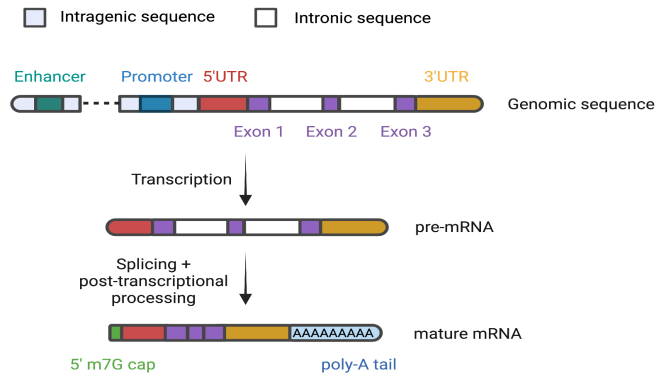 Intragenic sequence
Intronic sequence
Enhancer
Promoter
5'UTR
3'UTR
Genomic sequence
Exon 1
Exon 2
Exon 3
Transcription
pre-mRNA
Splicing +
post-transcriptional
processing
AAAAAAAAA
mature mRNA
5' m7G cap
poly-A tail